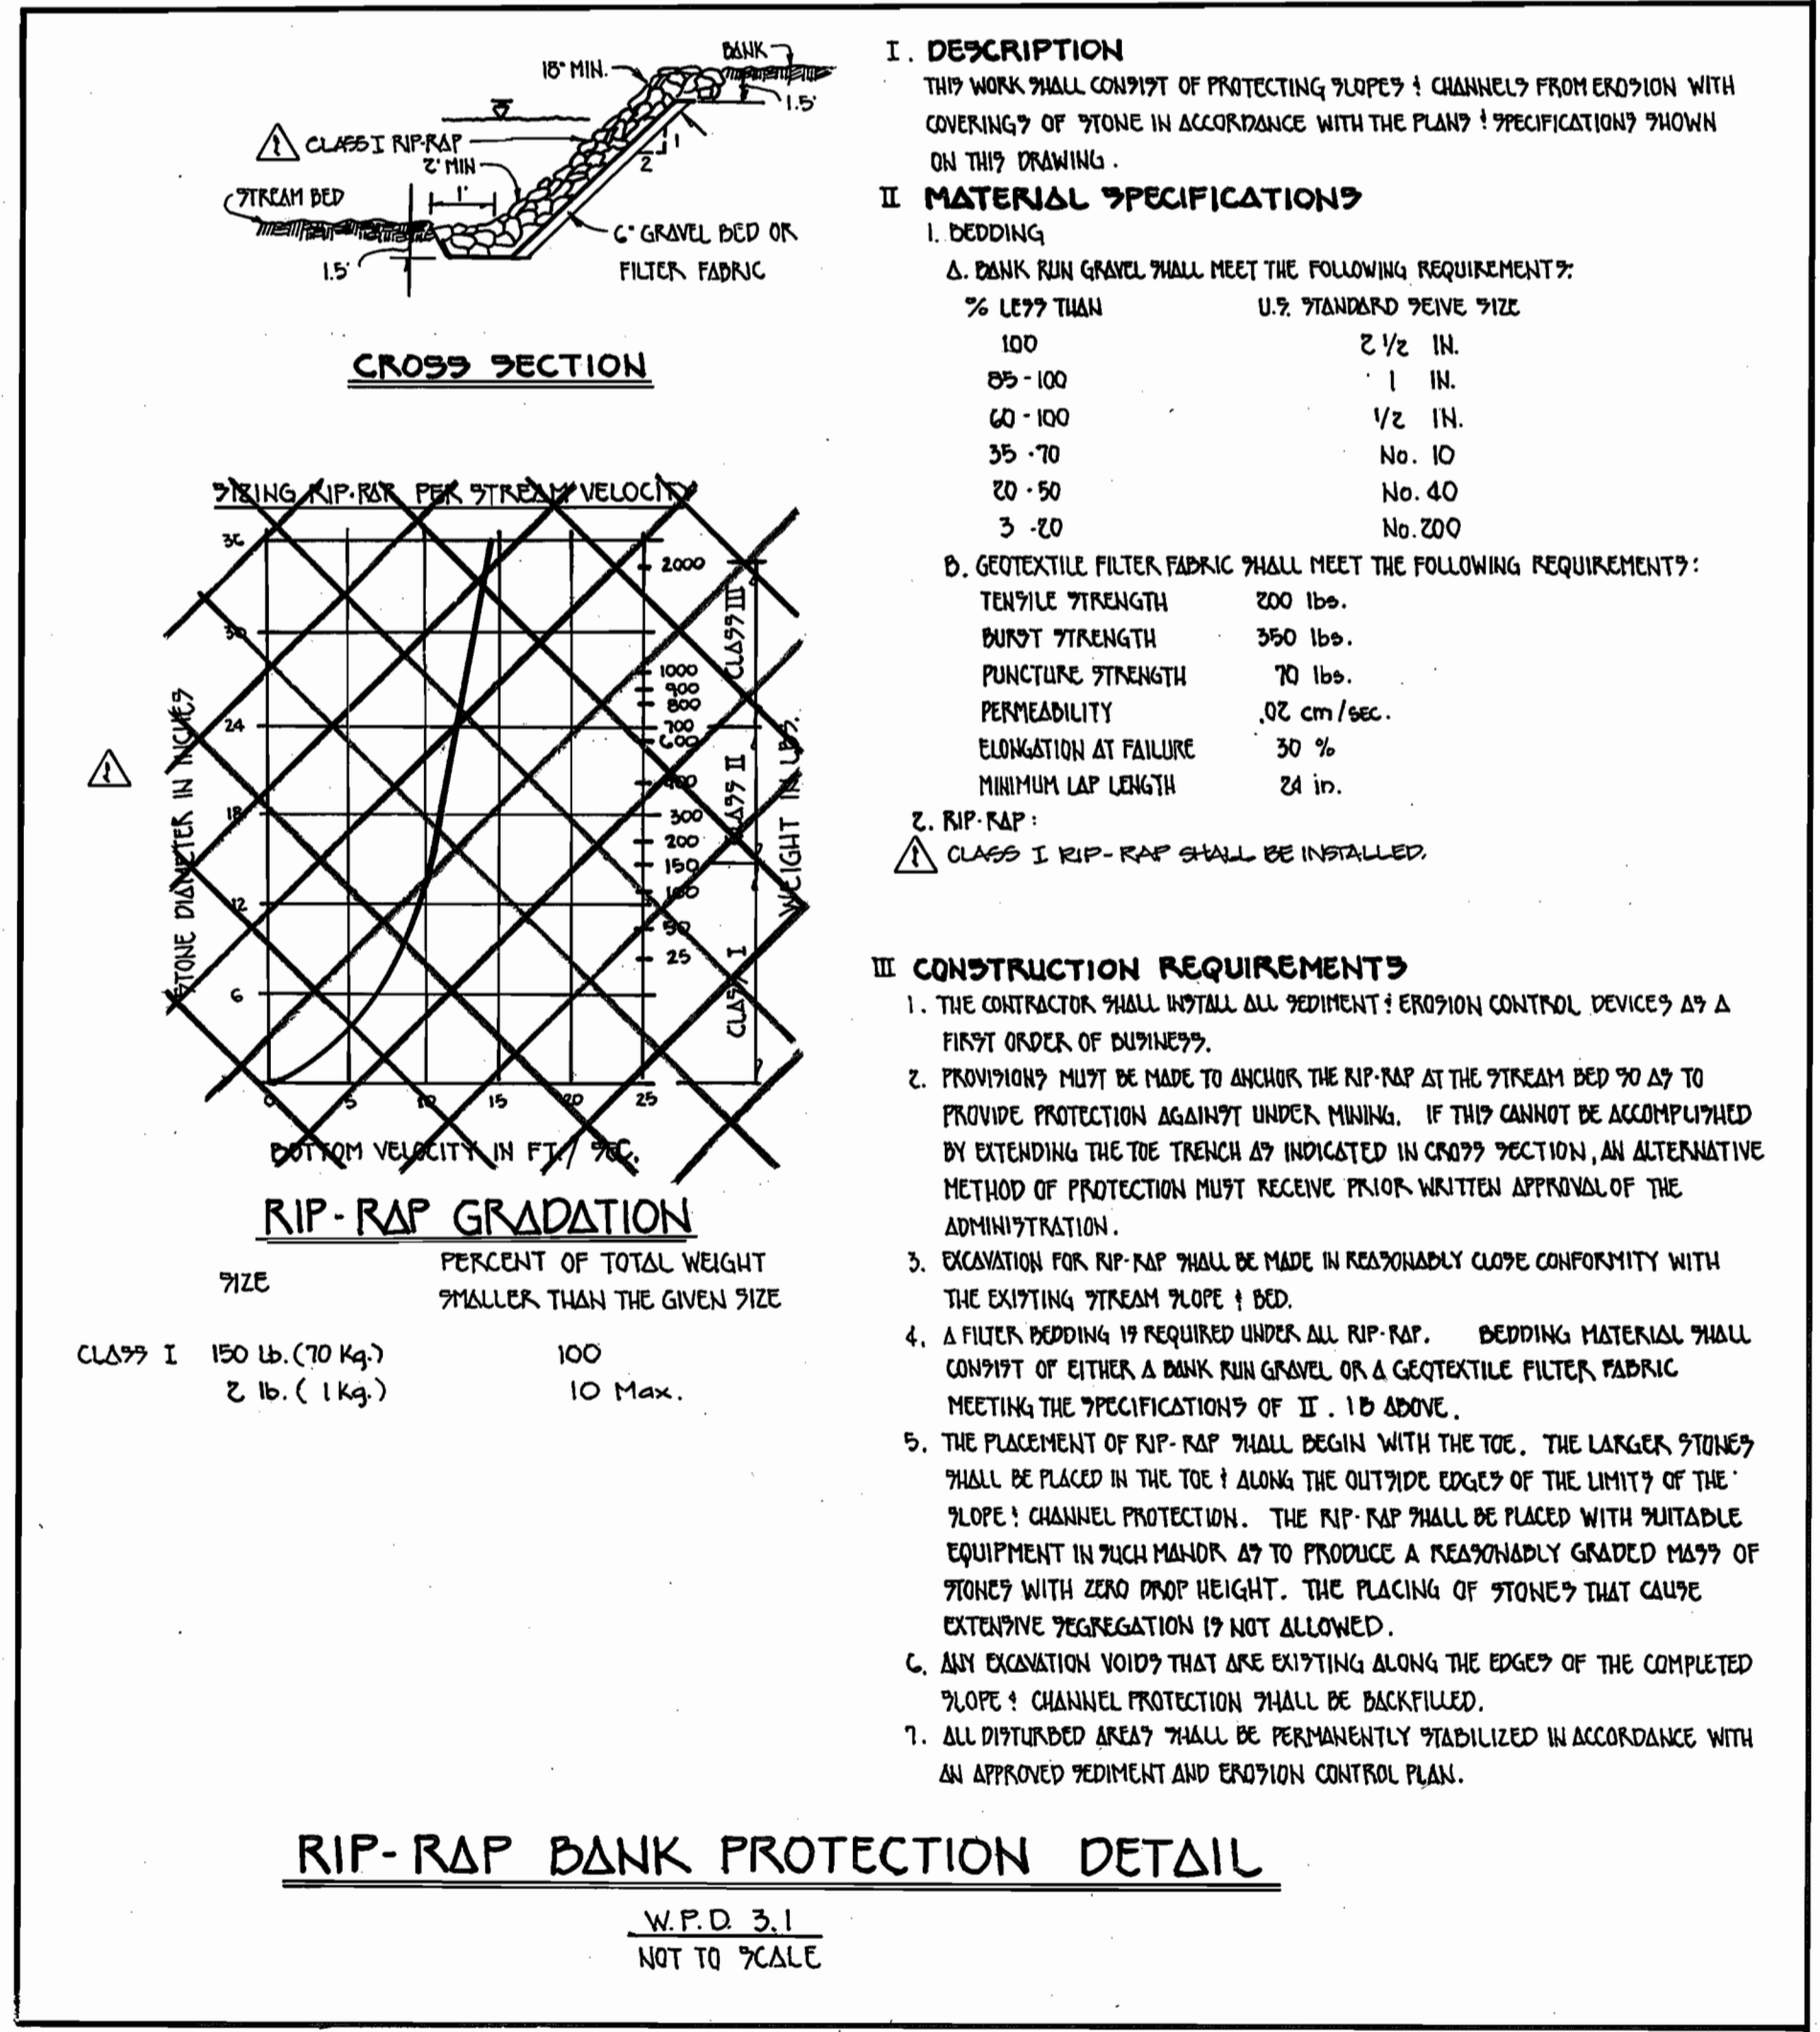 BANK
18" MIN.
1.5'
1 CLASS I RIP-RAP
1
2
2' MIN
1'
STREAM BED
6" GRAVEL BED OR
FILTER FABRIC
1.5'
CROSS SECTION
SIZING RIP-RAP PER STREAM VELOCITY
36
30
24
18
12
6
STONE DIAMETER IN INCHES
1
2000
1000
900
800
700
600
400
300
200
150
100
50
25
CLASS III
CLASS II
CLASS I
WEIGHT IN LBS.
0 5 10 15 20 25
BOTTOM VELOCITY IN FT. / SEC.
RIP-RAP GRADATION
SIZE PERCENT OF TOTAL WEIGHT
SMALLER THAN THE GIVEN SIZE
CLASS I 150 Lb. (70 Kg.) 100
2 lb. ( 1 Kg.) 10 Max.
I. DESCRIPTION
THIS WORK SHALL CONSIST OF PROTECTING SLOPES & CHANNELS FROM EROSION WITH
COVERINGS OF STONE IN ACCORDANCE WITH THE PLANS & SPECIFICATIONS SHOWN
ON THIS DRAWING.
II MATERIAL SPECIFICATIONS
1. BEDDING
A. BANK RUN GRAVEL SHALL MEET THE FOLLOWING REQUIREMENTS:
% LESS THAN U.S. STANDARD SEIVE SIZE
100 2 1/2 IN.
85 - 100 1 IN.
60 - 100 1/2 IN.
35 - 70 No. 10
20 - 50 No. 40
3 - 20 No. 200
B. GEOTEXTILE FILTER FABRIC SHALL MEET THE FOLLOWING REQUIREMENTS:
TENSILE STRENGTH 200 lbs.
BURST STRENGTH 350 lbs.
PUNCTURE STRENGTH 70 lbs.
PERMEABILITY .02 cm/SEC.
ELONGATION AT FAILURE 30 %
MINIMUM LAP LENGTH 24 in.
2. RIP-RAP:
1 CLASS I RIP-RAP SHALL BE INSTALLED.
III CONSTRUCTION REQUIREMENTS
1. THE CONTRACTOR SHALL INSTALL ALL SEDIMENT & EROSION CONTROL DEVICES AS A
FIRST ORDER OF BUSINESS.
2. PROVISIONS MUST BE MADE TO ANCHOR THE RIP-RAP AT THE STREAM BED SO AS TO
PROVIDE PROTECTION AGAINST UNDER MINING. IF THIS CANNOT BE ACCOMPLISHED
BY EXTENDING THE TOE TRENCH AS INDICATED IN CROSS SECTION, AN ALTERNATIVE
METHOD OF PROTECTION MUST RECEIVE PRIOR WRITTEN APPROVAL OF THE
ADMINISTRATION.
3. EXCAVATION FOR RIP-RAP SHALL BE MADE IN REASONABLY CLOSE CONFORMITY WITH
THE EXISTING STREAM SLOPE & BED.
4. A FILTER BEDDING IS REQUIRED UNDER ALL RIP-RAP. BEDDING MATERIAL SHALL
CONSIST OF EITHER A BANK RUN GRAVEL OR A GEOTEXTILE FILTER FABRIC
MEETING THE SPECIFICATIONS OF II . 1B ABOVE.
5. THE PLACEMENT OF RIP-RAP SHALL BEGIN WITH THE TOE. THE LARGER STONES
SHALL BE PLACED IN THE TOE & ALONG THE OUTSIDE EDGES OF THE LIMITS OF THE
SLOPE & CHANNEL PROTECTION. THE RIP-RAP SHALL BE PLACED WITH SUITABLE
EQUIPMENT IN SUCH MANOR AS TO PRODUCE A REASONABLY GRADED MASS OF
STONES WITH ZERO DROP HEIGHT. THE PLACING OF STONES THAT CAUSE
EXTENSIVE SEGREGATION IS NOT ALLOWED.
6. ANY EXCAVATION VOIDS THAT ARE EXISTING ALONG THE EDGES OF THE COMPLETED
SLOPE & CHANNEL PROTECTION SHALL BE BACKFILLED.
7. ALL DISTURBED AREAS SHALL BE PERMANENTLY STABILIZED IN ACCORDANCE WITH
AN APPROVED SEDIMENT AND EROSION CONTROL PLAN.
RIP-RAP BANK PROTECTION DETAIL
W.P.D. 3.1
NOT TO SCALE